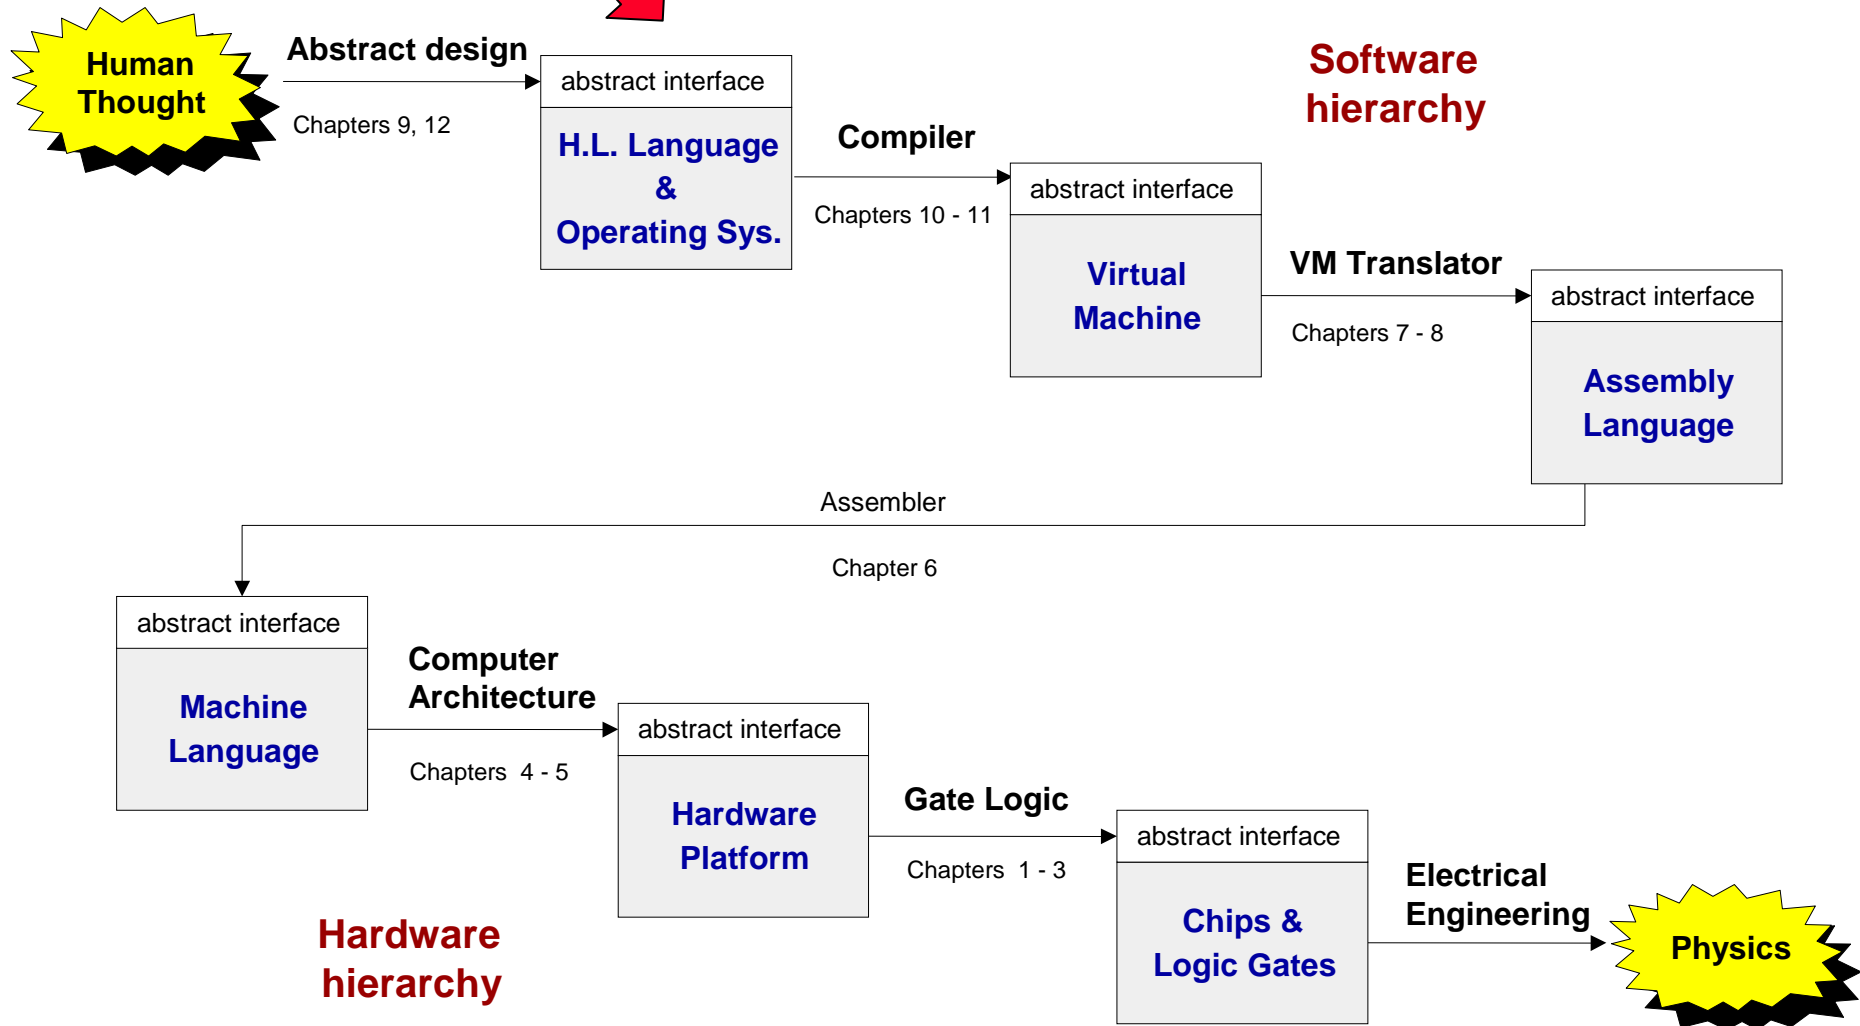 Human
Thought
Abstract design
Chapters 9, 12
abstract interface
H.L. Language
&
Operating Sys.
Compiler
Chapters 10 - 11
Software
hierarchy
abstract interface
Virtual
Machine
VM Translator
Chapters 7 - 8
abstract interface
Assembly
Language
Assembler
Chapter 6
abstract interface
Machine
Language
Computer
Architecture
Chapters 4 - 5
abstract interface
Hardware
Platform
Gate Logic
Chapters 1 - 3
abstract interface
Chips &
Logic Gates
Electrical
Engineering
Physics
Hardware
hierarchy